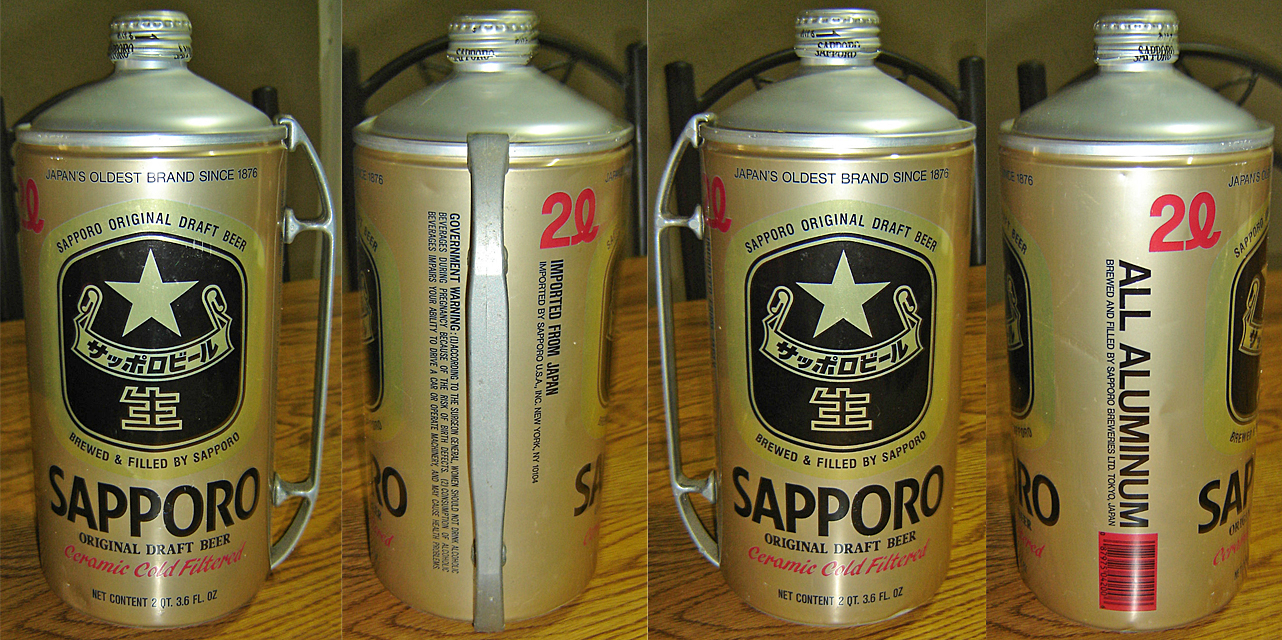 SAPPORO
JAPAN'S OLDEST BRAND SINCE 1876
2ℓ
SAPPORO ORIGINAL DRAFT BEER
サッポロビール
生
BREWED & FILLED BY SAPPORO
SAPPORO
ORIGINAL DRAFT BEER
Ceramic Cold Filtered
NET CONTENT 2 QT. 3.6 FL. OZ
SAPPORO
1876
2ℓ
GOVERNMENT WARNING: (1) ACCORDING TO THE SURGEON GENERAL, WOMEN SHOULD NOT DRINK ALCOHOLIC
BEVERAGES DURING PREGNANCY BECAUSE OF THE RISK OF BIRTH DEFECTS. (2) CONSUMPTION OF ALCOHOLIC
BEVERAGES IMPAIRS YOUR ABILITY TO DRIVE A CAR OR OPERATE MACHINERY, AND MAY CAUSE HEALTH PROBLEMS.
IMPORTED FROM JAPAN
IMPORTED BY SAPPORO U.S.A., INC. NEW YORK, NY 10104
RO
SA
SAPPORO
JAPAN'S OLDEST BRAND SINCE 1876
2ℓ
SAPPORO ORIGINAL DRAFT BEER
サッポロビール
生
BREWED & FILLED BY SAPPORO
SAPPORO
ORIGINAL DRAFT BEER
Ceramic Cold Filtered
NET CONTENT 2 QT. 3.6 FL. OZ
SAPPORO
1876
JAPAN'S
2ℓ
ALL ALUMINUM
BREWED AND FILLED BY SAPPORO BREWERIES LTD. TOKYO, JAPAN
RO
SAP